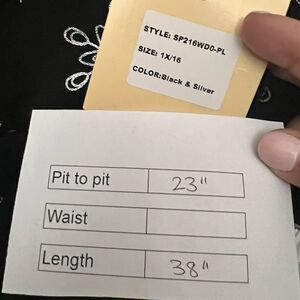 STYLE: SP216WD0-PL
SIZE: 1X/16
COLOR:Black & Silver
Pit to pit 23"
Waist
Length 38"